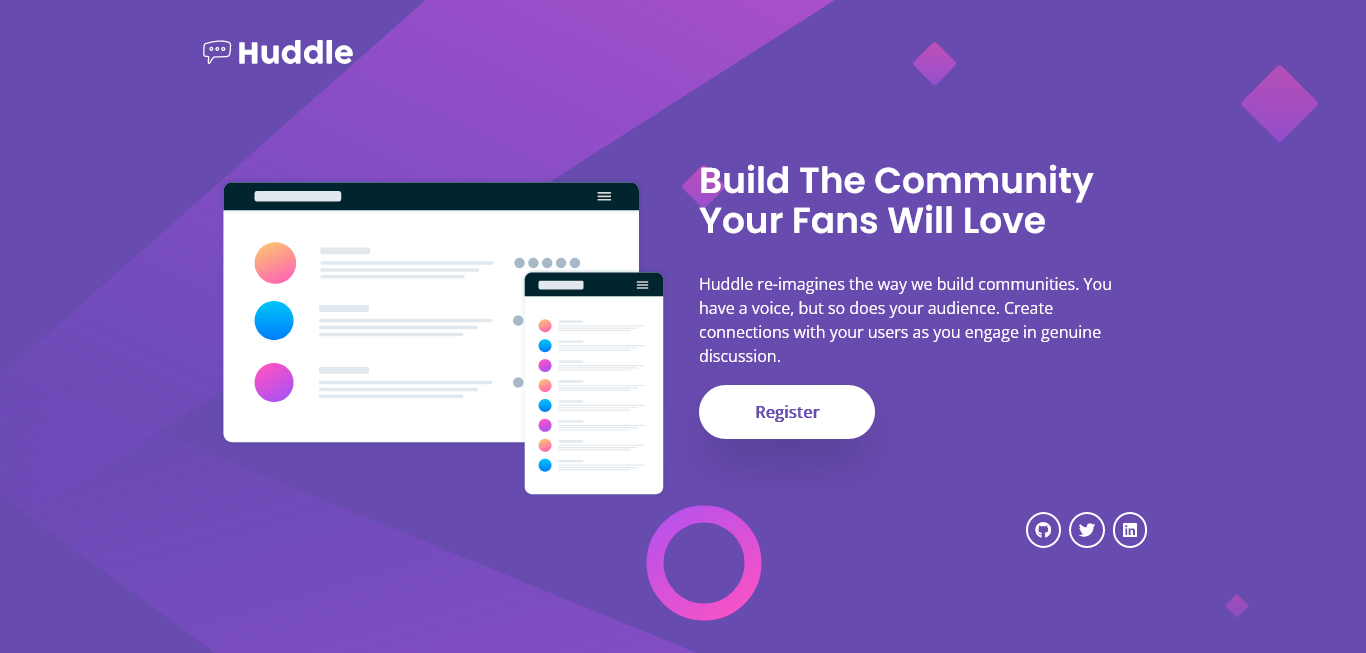 Huddle
Build The Community
Your Fans Will Love
Huddle re-imagines the way we build communities. You
have a voice, but so does your audience. Create
connections with your users as you engage in genuine
discussion.
Register